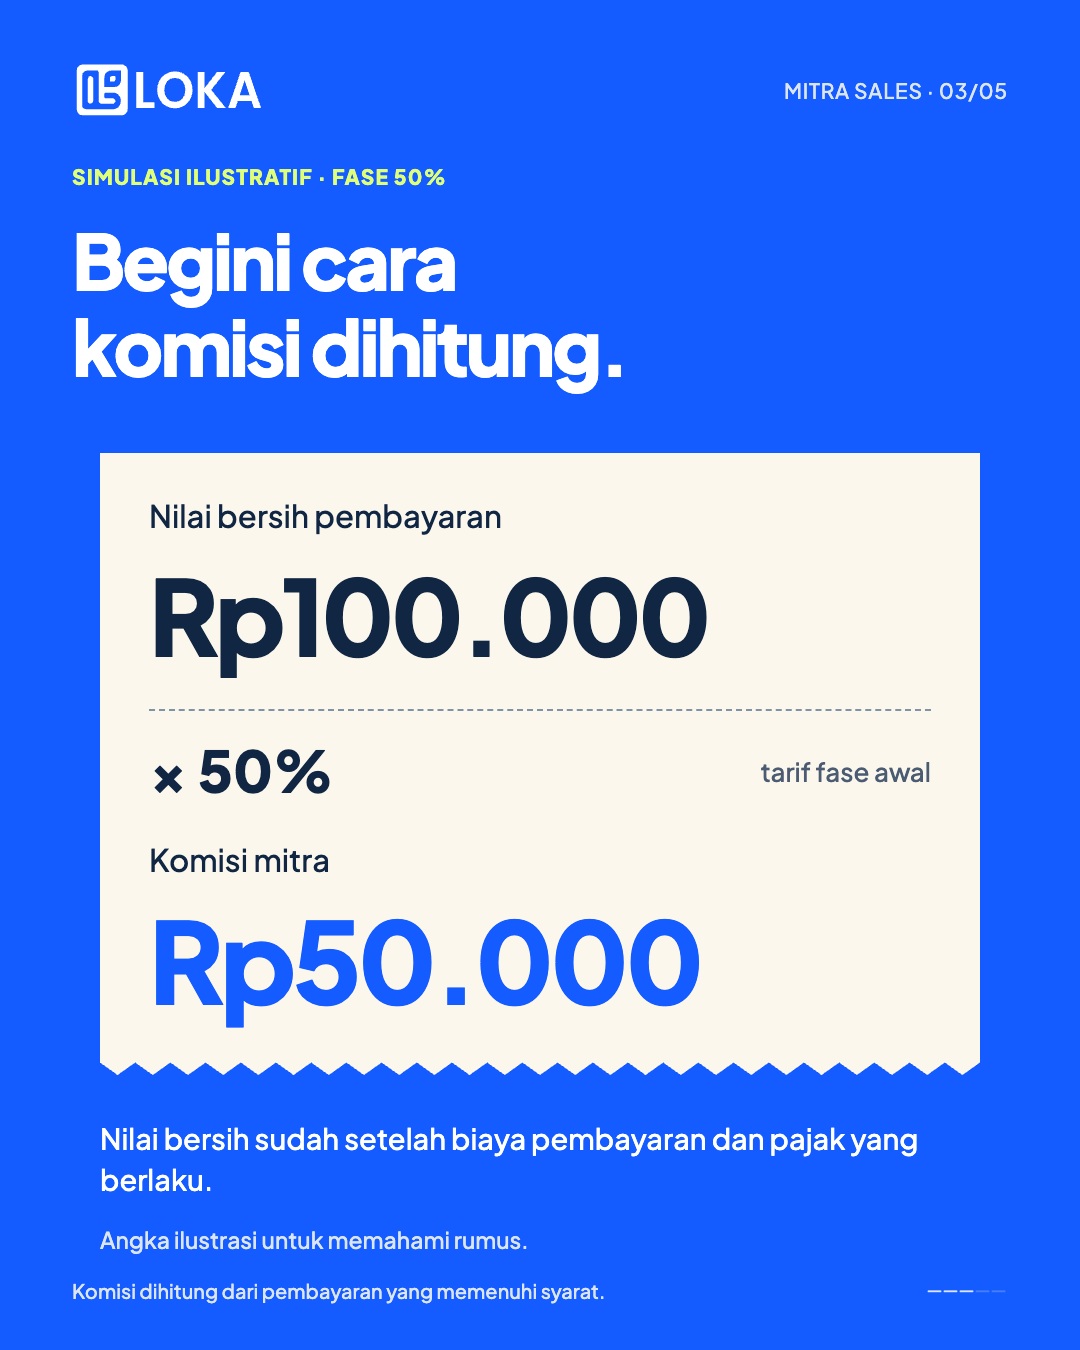 LOKA
MITRA SALES · 03/05
SIMULASI ILUSTRATIF · FASE 50%
Begini cara
komisi dihitung.
Nilai bersih pembayaran
Rp100.000
× 50%
tarif fase awal
Komisi mitra
Rp50.000
Nilai bersih sudah setelah biaya pembayaran dan pajak yang
berlaku.
Angka ilustrasi untuk memahami rumus.
Komisi dihitung dari pembayaran yang memenuhi syarat.